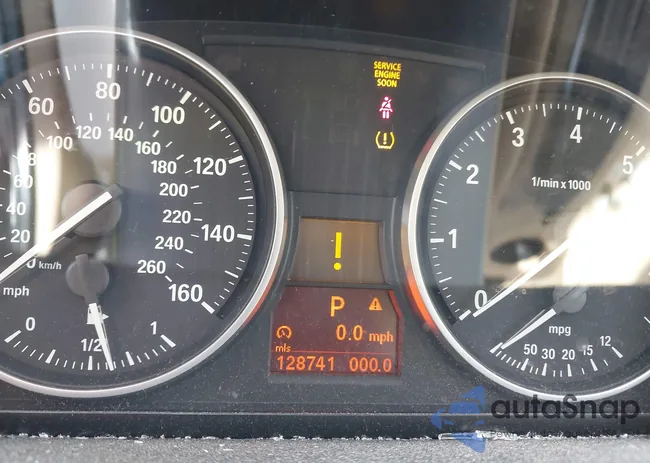 SERVICE
ENGINE
SOON
60 80 100 120 140 160
20 40 60 80 100 120 140 160 180 200 220 240 260
km/h
mph
0 1/2 1
!
P
0.0 mph
mls
128741 000.0
0 1 2 3 4 5
1/min x 1000
mpg
50 30 20 15 12
autoSnap